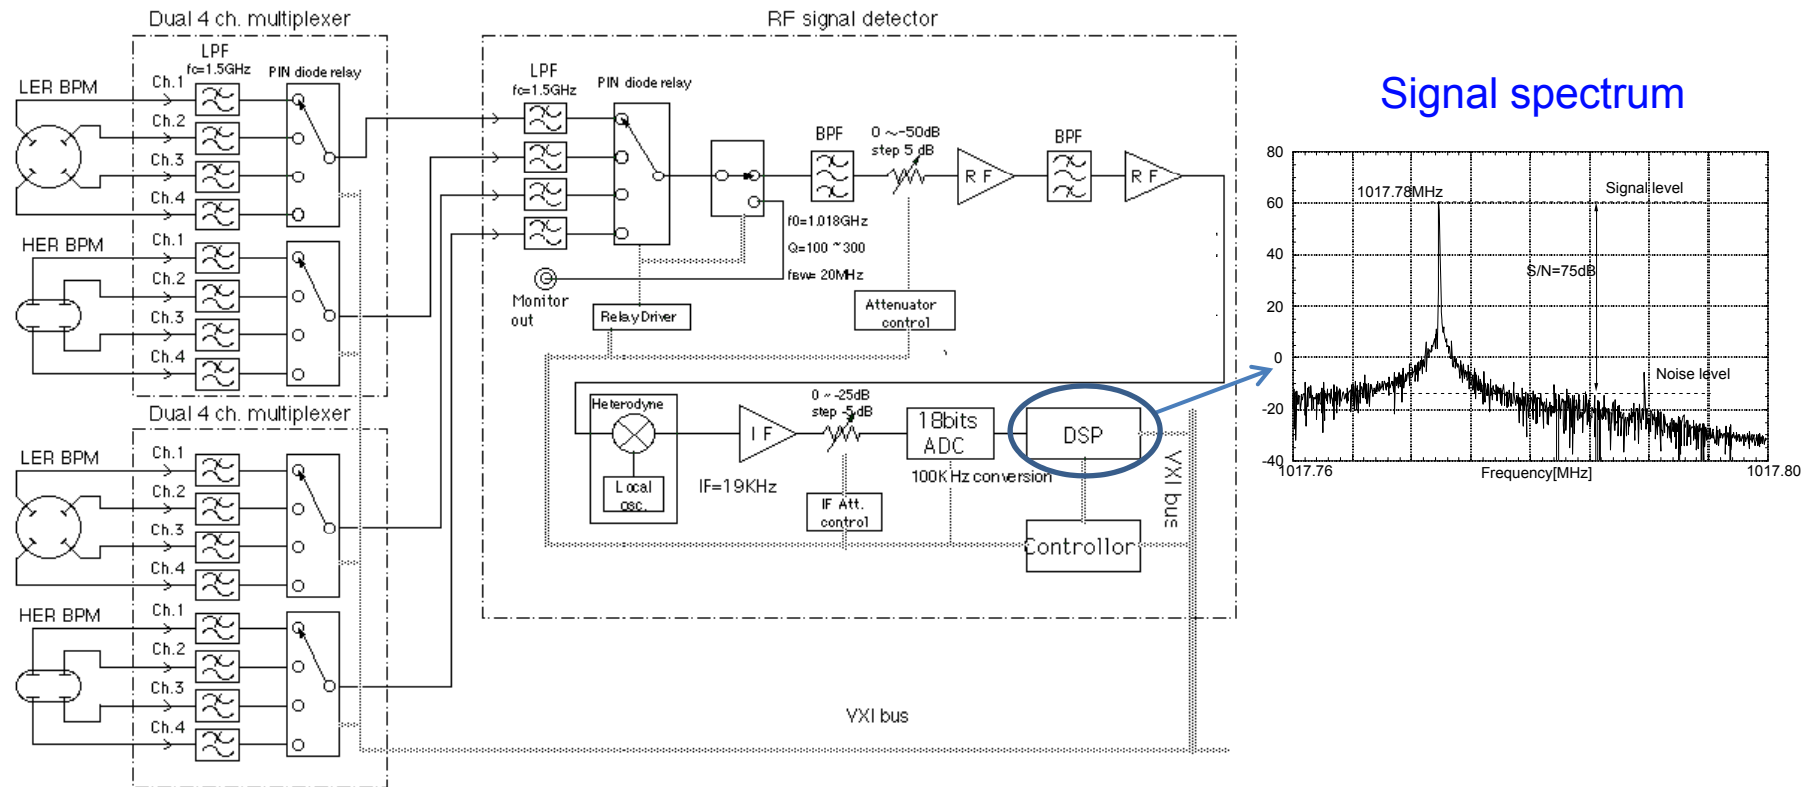 Dual 4 ch. multiplexer
LPF
fc=1.5GHz
PIN diode relay
LER BPM
Ch.1
Ch.2
Ch.3
Ch.4
HER BPM
Ch.1
Ch.2
Ch.3
Ch.4
Dual 4 ch. multiplexer
LER BPM
Ch.1
Ch.2
Ch.3
Ch.4
HER BPM
Ch.1
Ch.2
Ch.3
Ch.4
RF signal detector
LPF
fc=1.5GHz
PIN diode relay
BPF
0 ~-50dB
step 5 dB
RF
BPF
RF
f0=1.018GHz
Q=100 ~300
fBW= 20MHz
Monitor
out
Relay Driver
Attenuator
control
Heterodyne
Local
osc.
IF
IF=19KHz
0 ~ -25dB
step -5 dB
IF Att.
control
18bits
ADC
100KHz conversion
DSP
Controllor
VXI bus
VXI bus
Signal spectrum
80
60
40
20
0
-20
-40
1017.78MHz
Signal level
S/N=75dB
Noise level
1017.76
Frequency[MHz]
1017.80